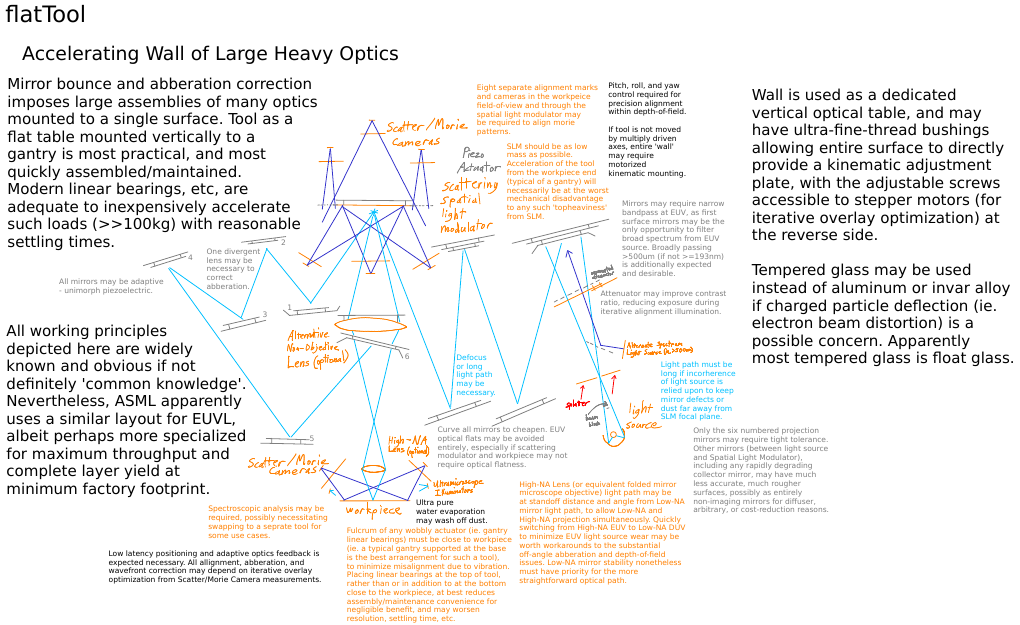 flatTool
Accelerating Wall of Large Heavy Optics
Mirror bounce and abberation correction
imposes large assemblies of many optics
mounted to a single surface. Tool as a
flat table mounted vertically to a
gantry is most practical, and most
quickly assembled/maintained.
Modern linear bearings, etc, are
adequate to inexpensively accelerate
such loads (>>100kg) with reasonable
settling times.
All mirrors may be adaptive
- unimorph piezoelectric.
One divergent
lens may be
necessary to
correct
abberation.
4
2
3
1
6
5
All working principles
depicted here are widely
known and obvious if not
definitely 'common knowledge'.
Nevertheless, ASML apparently
uses a similar layout for EUVL,
albeit perhaps more specialized
for maximum throughput and
complete layer yield at
minimum factory footprint.
Scatter/Morie
Cameras
Eight separate alignment marks
and cameras in the workpeice
field-of-view and through the
spatial light modulator may
be required to align morie
patterns.
Pitch, roll, and yaw
control required for
precision alignment
within depth-of-field.
If tool is not moved
by multiply driven
axes, entire 'wall'
may require
motorized
kinematic mounting.
Piezo
Actuator
Scattering
spatial
light
modulator
SLM should be as low
mass as possible.
Acceleration of the tool
from the workpiece end
(typical of a gantry) will
necessarily be at the worst
mechanical disadvantage
to any such 'topheaviness'
from SLM.
Mirrors may require narrow
bandpass at EUV, as first
surface mirrors may be the
only opportunity to filter
broad spectrum from EUV
source. Broadly passing
>500um (if not >=193nm)
is additionally expected
and desirable.
Attenuator may improve contrast
ratio, reducing exposure during
iterative alignment illumination.
Alternative
Non-Objective
Lens (optional)
Defocus
or long
light path
may be
necessary.
Alternate Spectrum
Light path must be
long if incorherence
of light source is
relied upon to keep
mirror defects or
dust far away from
SLM focal plane.
light
source
Curve all mirrors to cheapen. EUV
optical flats may be avoided
entirely, especially if scattering
modulator and workpiece may not
require optical flatness.
Only the six numbered projection
mirrors may require tight tolerance.
Other mirrors (between light source
and Spatial Light Modulator),
including any rapidly degrading
collector mirror, may have much
less accurate, much rougher
surfaces, possibly as entirely
non-imaging mirrors for diffuser,
arbitrary, or cost-reduction reasons.
High-NA
Lens (optional)
Scatter/Morie
Cameras
Ultramicroscope
Illuminators
Ultra pure
water evaporation
may wash off dust.
workpiece
Spectroscopic analysis may be
required, possibly necessitating
swapping to a seprate tool for
some use cases.
Low latency positioning and adaptive optics feedback is
expected necessary. All allignment, abberation, and
wavefront correction may depend on iterative overlay
optimization from Scatter/Morie Camera measurements.
Fulcrum of any wobbly actuator (ie. gantry
linear bearings) must be close to workpiece
(ie. a typical gantry supported at the base
is the best arrangement for such a tool),
to minimize misalignment due to vibration.
Placing linear bearings at the top of tool,
rather than or in addition to at the bottom
close to the workpiece, at best reduces
assembly/maintenance convenience for
negligible benefit, and may worsen
resolution, settling time, etc.
High-NA Lens (or equivalent folded mirror
microscope objective) light path may be
at standoff distance and angle from Low-NA
mirror light path, to allow Low-NA and
High-NA projection simultaneously. Quickly
switching from High-NA EUV to Low-NA DUV
to minimize EUV light source wear may be
worth workarounds to the substantial
off-angle abberation and depth-of-field
issues. Low-NA mirror stability nonetheless
must have priority for the more
straightforward optical path.
Wall is used as a dedicated
vertical optical table, and may
have ultra-fine-thread bushings
allowing entire surface to directly
provide a kinematic adjustment
plate, with the adjustable screws
accessible to stepper motors (for
iterative overlay optimization) at
the reverse side.
Tempered glass may be used
instead of aluminum or invar alloy
if charged particle deflection (ie.
electron beam distortion) is a
possible concern. Apparently
most tempered glass is float glass.